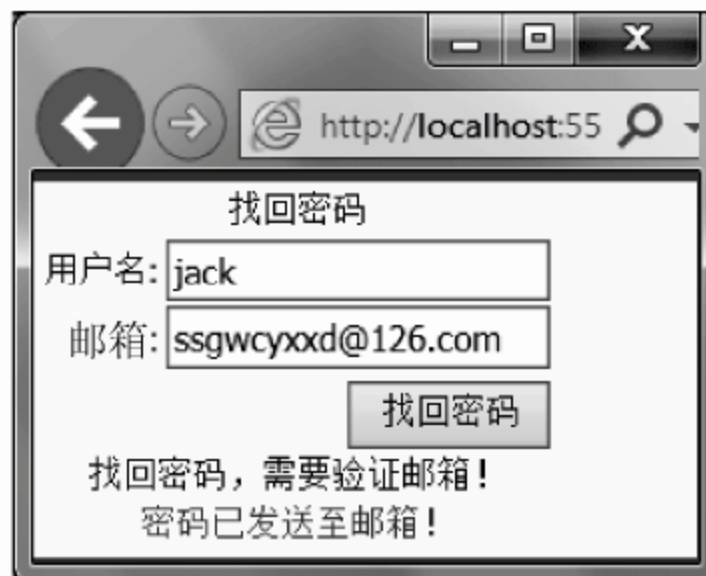 http://localhost:55
找回密码
用户名: jack
邮箱: ssgwcyxxd@126.com
找回密码
找回密码，需要验证邮箱!
密码已发送至邮箱!